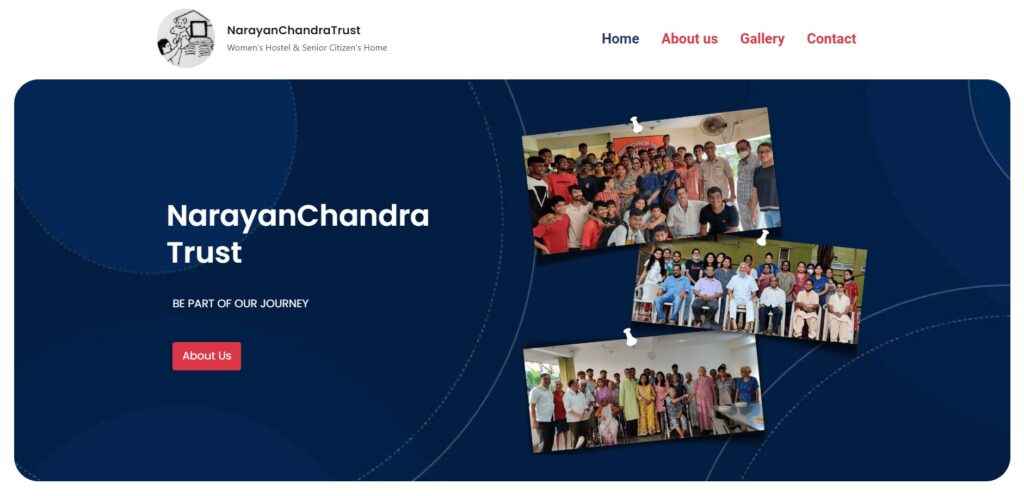 NarayanChandraTrust
Women's Hostel & Senior Citizen's Home
Home About us Gallery Contact
NarayanChandra
Trust
BE PART OF OUR JOURNEY
About Us